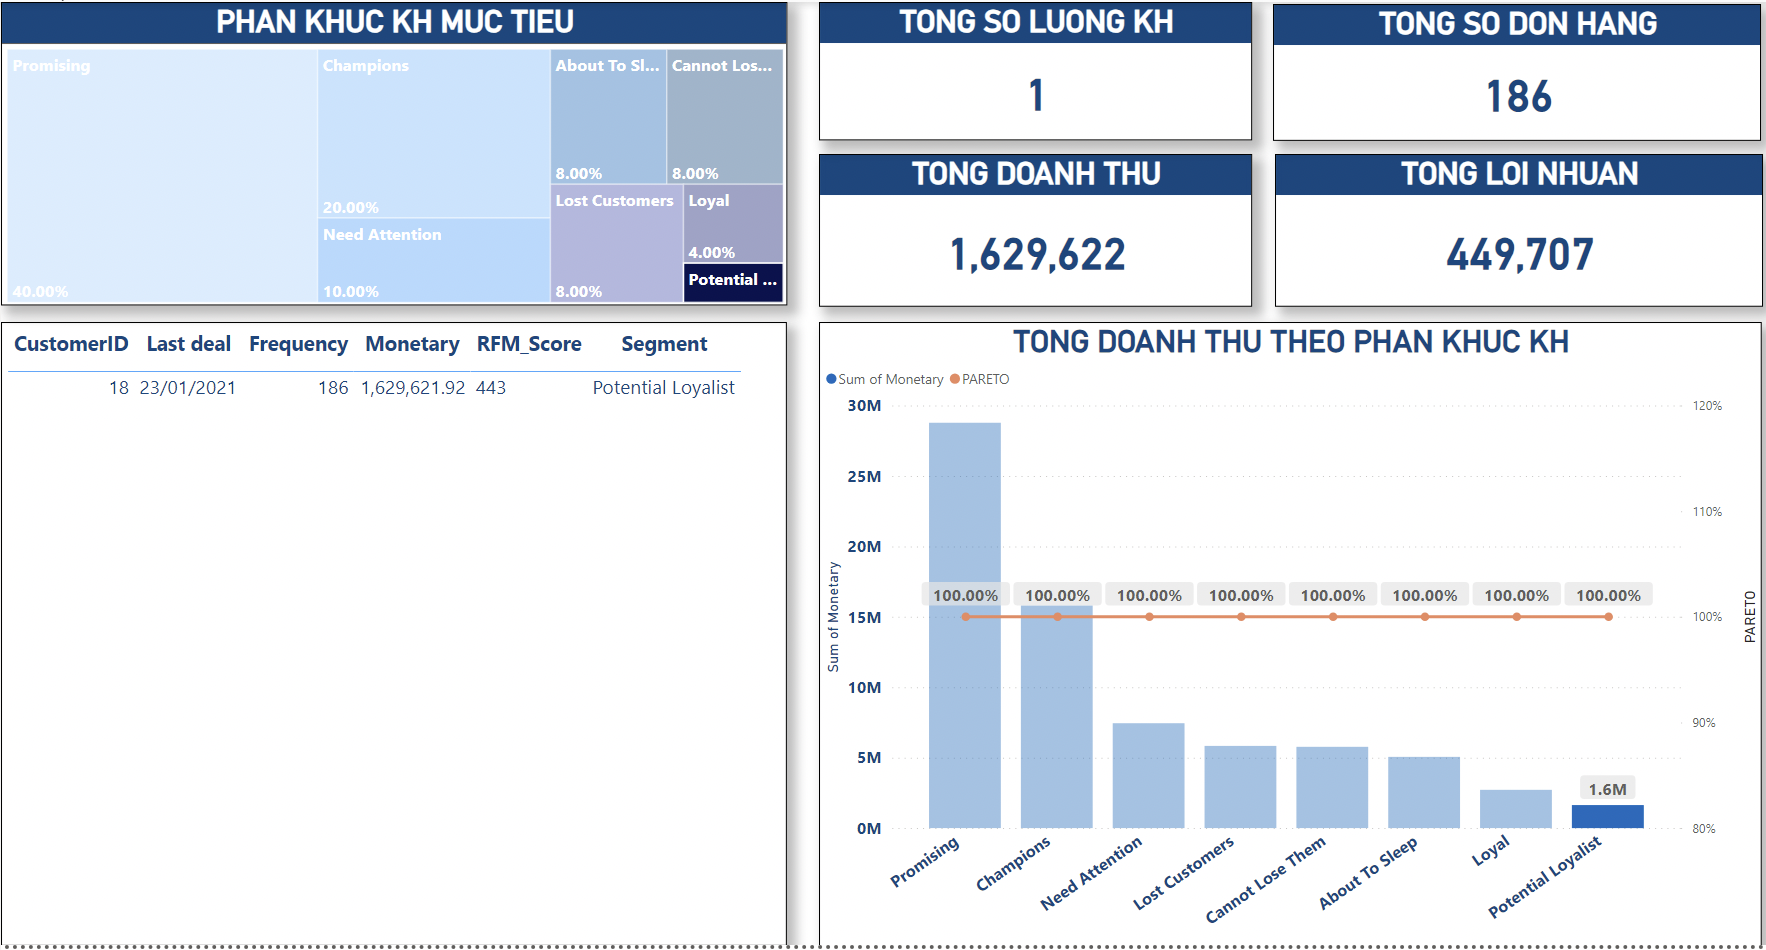 PHAN KHUC KH MUC TIEU
Promising
40.00%
Champions
20.00%
Need Attention
10.00%
About To Sl...
8.00%
Cannot Los...
8.00%
Lost Customers
8.00%
Loyal
4.00%
Potential ...
TONG SO LUONG KH
1
TONG SO DON HANG
186
TONG DOANH THU
1,629,622
TONG LOI NHUAN
449,707
CustomerID Last deal Frequency Monetary RFM_Score Segment
18 23/01/2021 186 1,629,621.92 443 Potential Loyalist
TONG DOANH THU THEO PHAN KHUC KH
Sum of Monetary PARETO
30M
25M
20M
15M
10M
5M
0M
Sum of Monetary
120%
110%
100%
90%
80%
PARETO
100.00% 100.00% 100.00% 100.00% 100.00% 100.00% 100.00% 100.00%
1.6M
Promising
Champions
Need Attention
Lost Customers
Cannot Lose Them
About To Sleep
Loyal
Potential Loyalist